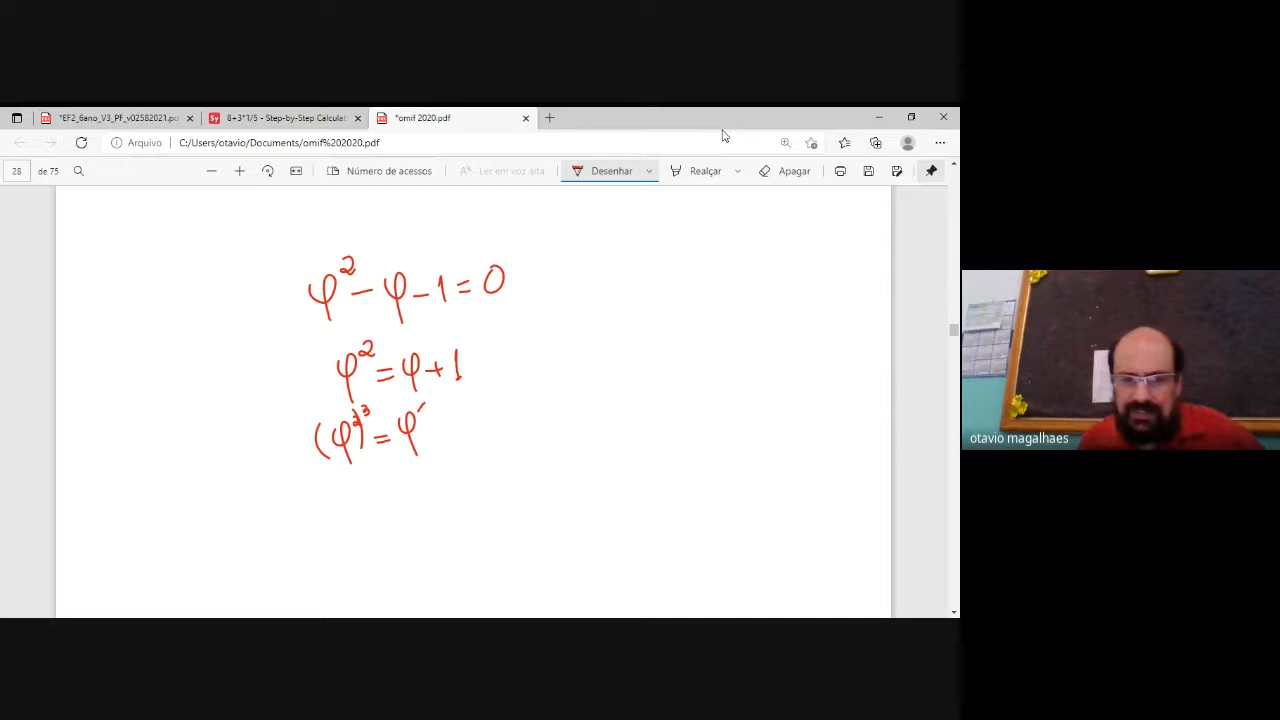 *EF2_6ano_V3_PF_v02582021.p
8+3*1/5 - Step-by-Step Calculat
*omif 2020.pdf
Arquivo
C:/Users/otavio/Documents/omif%202020.pdf
28 de 75
Número de acessos
Ler em voz alta
Desenhar
Realçar
Apagar
φ² - φ - 1 = 0
φ² = φ + 1
(φ²)³ = φ
otavio magalhaes